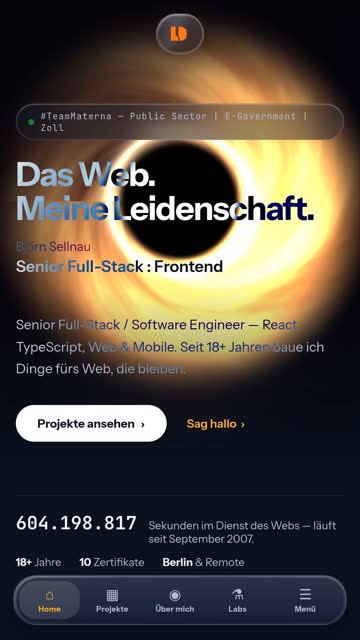 #TeamMaterna — Public Sector | E-Government |
Zoll
Das Web.
Meine Leidenschaft.
Björn Sellnau
Senior Full-Stack : Frontend
Senior Full-Stack / Software Engineer — React
TypeScript, Web & Mobile. Seit 18+ Jahren baue ich
Dinge fürs Web, die bleiben.
Projekte ansehen ›
Sag hallo ›
604.198.817
Sekunden im Dienst des Webs — läuft
seit September 2007.
18+ Jahre
10 Zertifikate
Berlin & Remote
Home
Projekte
Über mich
Labs
Menü